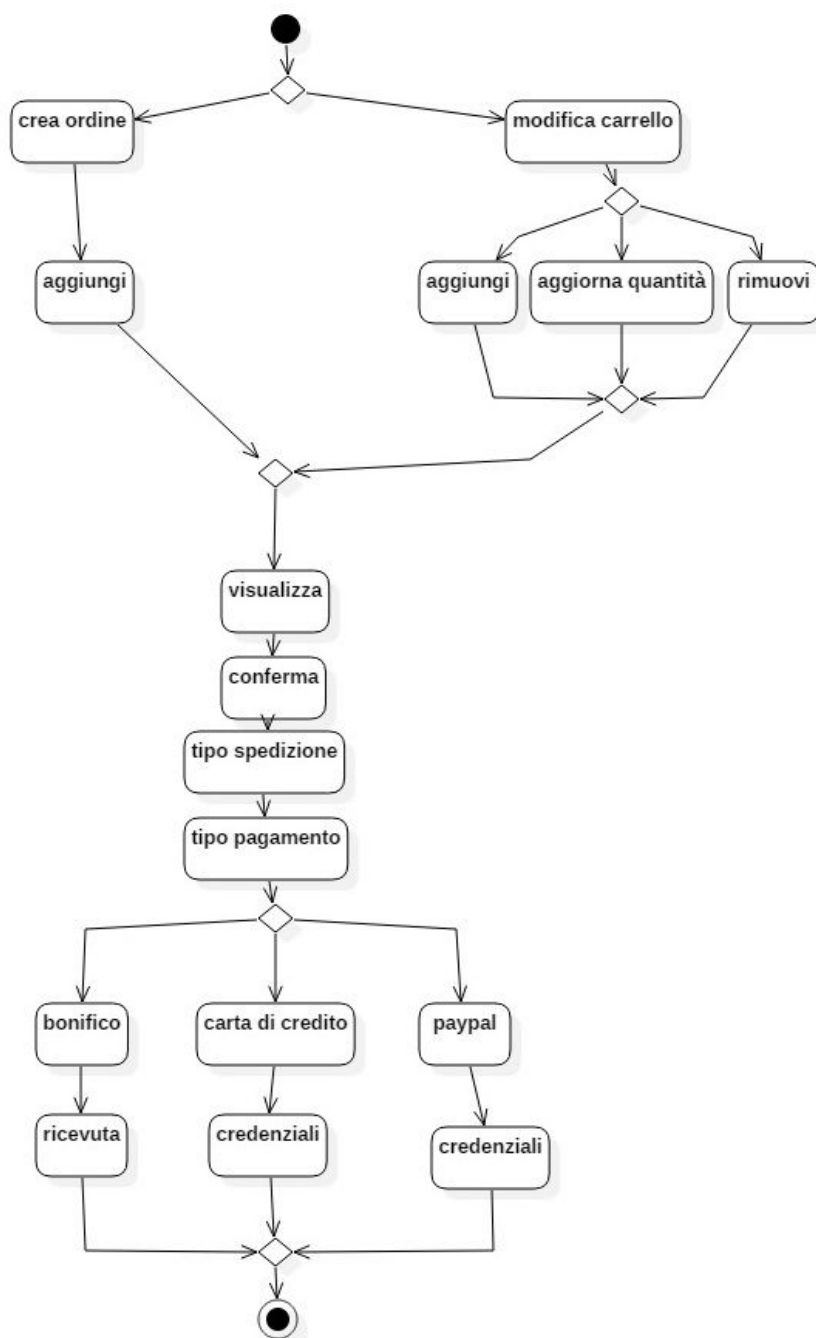 crea ordine
modifica carrello
aggiungi
aggiungi
aggiorna quantità
rimuovi
visualizza
conferma
tipo spedizione
tipo pagamento
bonifico
carta di credito
paypal
ricevuta
credenziali
credenziali